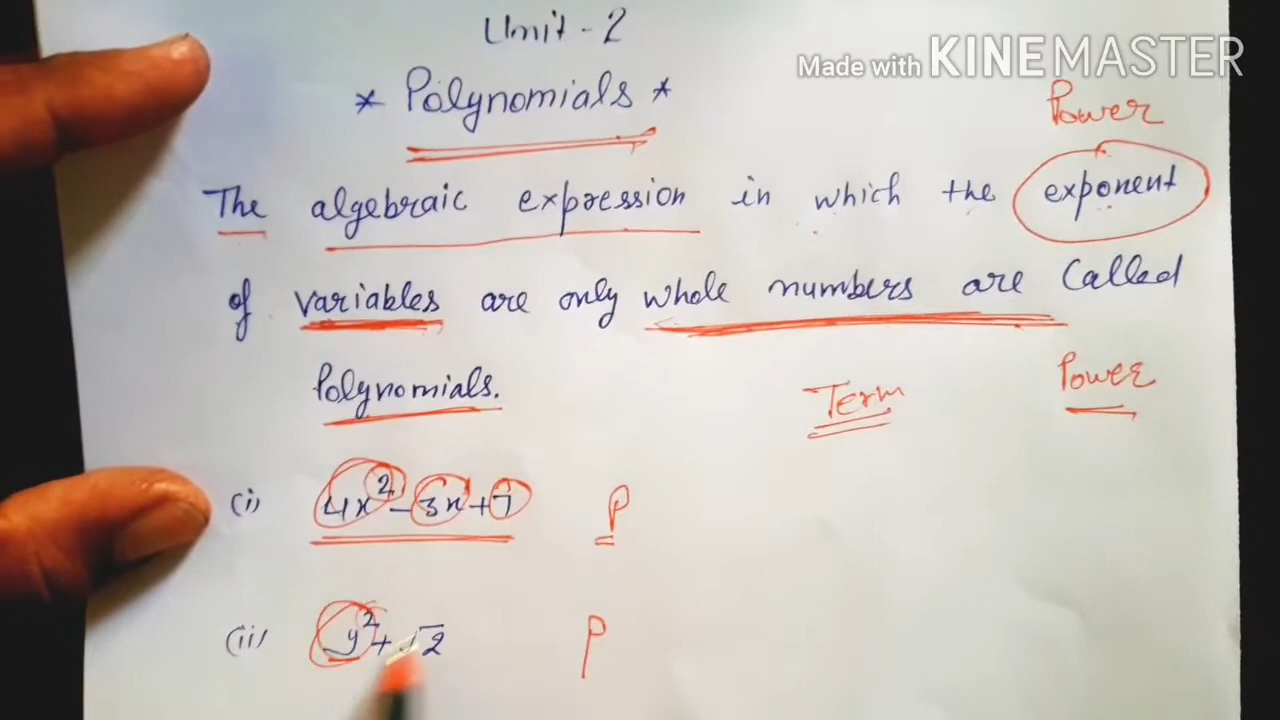 Unit - 2
Made with KINEMASTER
* Polynomials *
Power
The algebraic expression in which the exponent
of variables are only whole numbers are Called
Polynomials.
Term
Power
(i) 4x² - 3x + 7 P
(ii) y² + √2 P